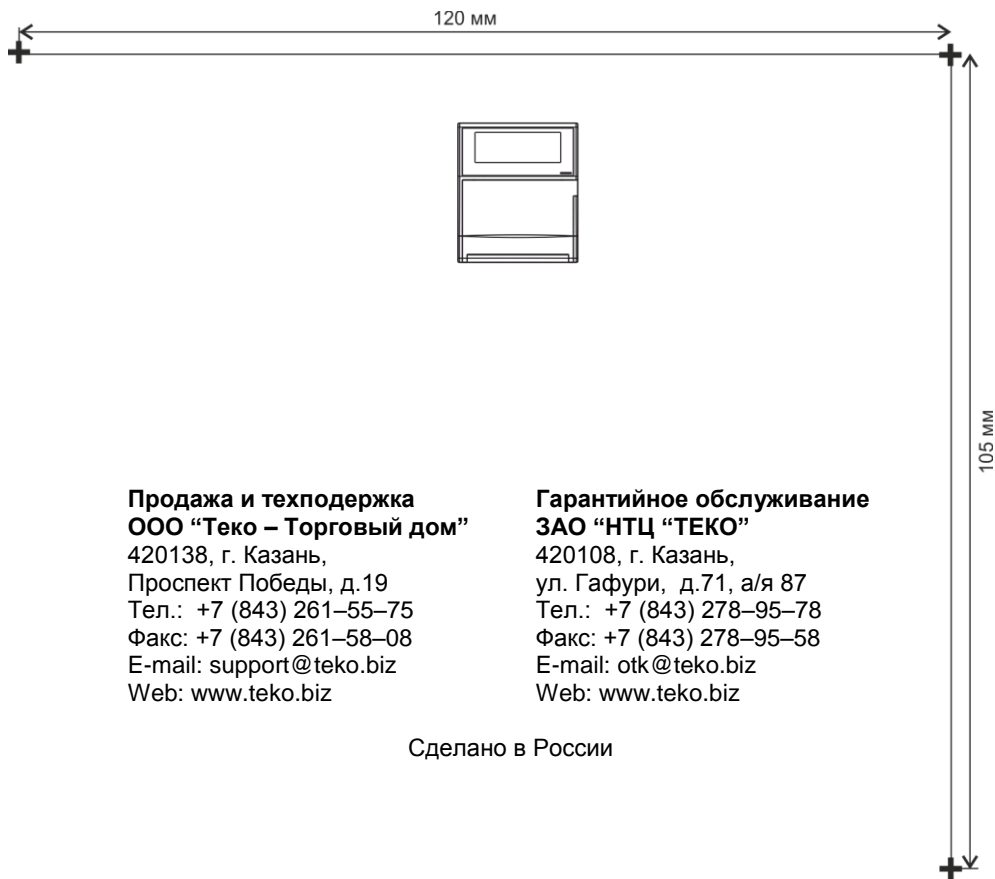 120 мм
105 мм
Продажа и техподержка
ООО “Теко – Торговый дом”
420138, г. Казань,
Проспект Победы, д.19
Тел.: +7 (843) 261–55–75
Факс: +7 (843) 261–58–08
E-mail: support@teko.biz
Web: www.teko.biz
Гарантийное обслуживание
ЗАО “НТЦ “ТЕКО”
420108, г. Казань,
ул. Гафури, д.71, а/я 87
Тел.: +7 (843) 278–95–78
Факс: +7 (843) 278–95–58
E-mail: otk@teko.biz
Web: www.teko.biz
Сделано в России